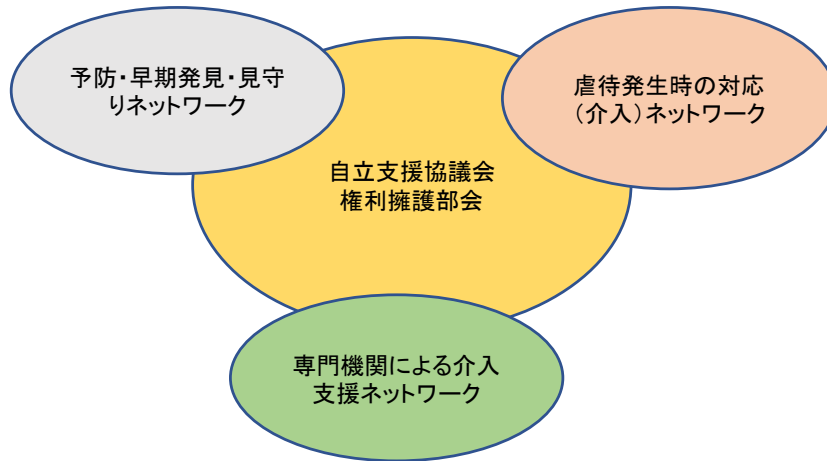 予防・早期発見・見守
りネットワーク
虐待発生時の対応
（介入）ネットワーク
自立支援協議会
権利擁護部会
専門機関による介入
支援ネットワーク